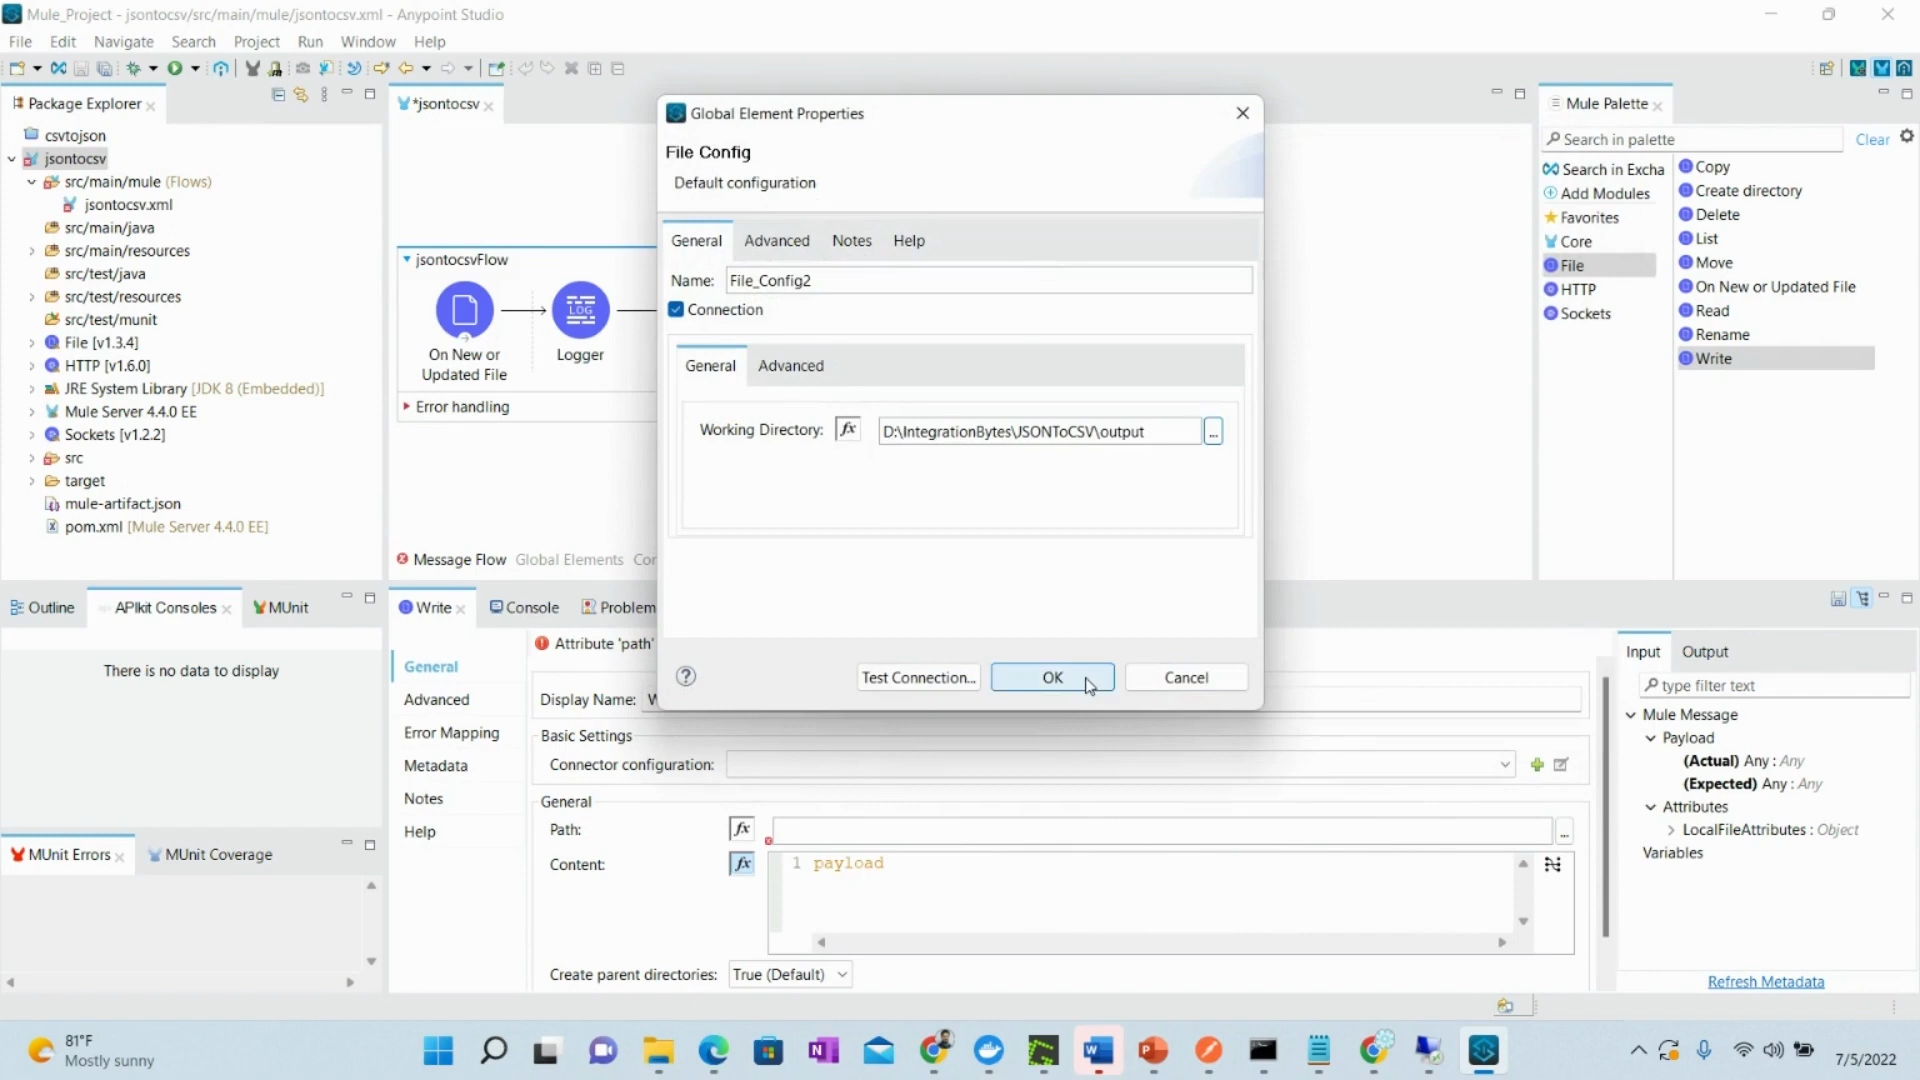 Mule_Project - jsontocsv/src/main/mule/jsontocsv.xml - Anypoint Studio
File Edit Navigate Search Project Run Window Help
Package Explorer
csvtojson
jsontocsv
src/main/mule (Flows)
jsontocsv.xml
src/main/java
src/main/resources
src/test/java
src/test/resources
src/test/munit
File [v1.3.4]
HTTP [v1.6.0]
JRE System Library [JDK 8 (Embedded)]
Mule Server 4.4.0 EE
Sockets [v1.2.2]
src
target
mule-artifact.json
pom.xml [Mule Server 4.4.0 EE]
*jsontocsv
jsontocsvFlow
LOG
On New or
Updated File
Logger
Error handling
Message Flow Global Elements Cor
Global Element Properties
File Config
Default configuration
General Advanced Notes Help
Name: File_Config2
Connection
General Advanced
Working Directory: fx D:\IntegrationBytes\JSONToCSV\output ...
? Test Connection... OK Cancel
Mule Palette
Search in palette Clear
Search in Excha
Add Modules
Favorites
Core
File
HTTP
Sockets
Copy
Create directory
Delete
List
Move
On New or Updated File
Read
Rename
Write
Outline APIkit Consoles MUnit
There is no data to display
MUnit Errors MUnit Coverage
Write Console Problem
General
Advanced
Error Mapping
Metadata
Notes
Help
Attribute 'path'
Display Name: W
Basic Settings
Connector configuration:
General
Path: fx ...
Content: fx 1 payload
Create parent directories: True (Default)
Input Output
type filter text
Mule Message
Payload
(Actual) Any : Any
(Expected) Any : Any
Attributes
LocalFileAttributes : Object
Variables
Refresh Metadata
81°F
Mostly sunny
7/5/2022